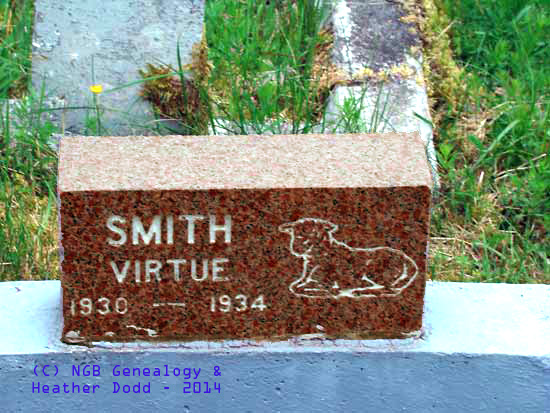 SMITH
VIRTUE
1930 — 1934
(C) NGB Genealogy &
Heather Dodd - 2014